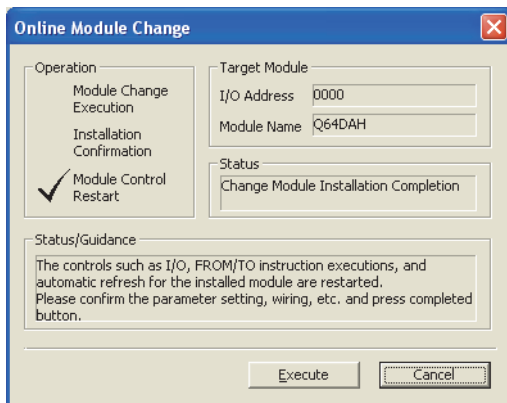 Online Module Change
Operation
Module Change
Execution
Installation
Confirmation
Module Control
Restart
Target Module
I/O Address 0000
Module Name Q64DAH
Status
Change Module Installation Completion
Status/Guidance
The controls such as I/O, FROM/TO instruction executions, and
automatic refresh for the installed module are restarted.
Please confirm the parameter setting, wiring, etc. and press completed
button.
Execute
Cancel